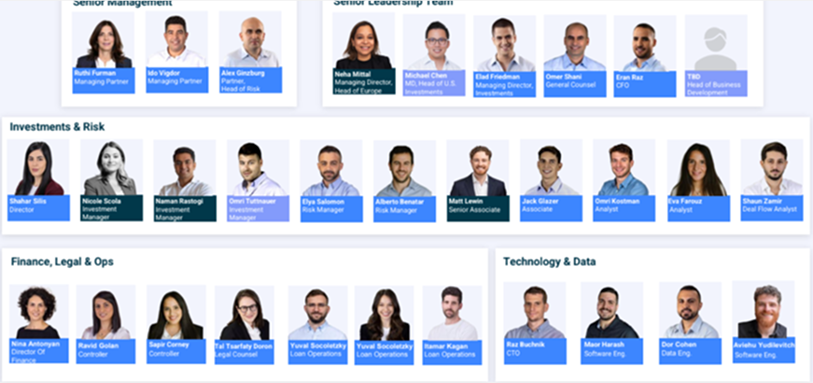 Senior Management
Senior Leadership Team
Ruthi Furman
Managing Partner
Ido Vigdor
Managing Partner
Alex Ginzburg
Partner,
Head of Risk
Neha Mittal
Managing Director,
Head of Europe
Michael Chen
MD, Head of U.S.
Investments
Elad Friedman
Managing Director,
Investments
Omer Shani
General Counsel
Eran Raz
CFO
TBD
Head of Business
Development
Investments & Risk
Shahar Silis
Director
Nicole Scola
Investment
Manager
Naman Rastogi
Investment
Manager
Omri Tuttnauer
Investment
Manager
Elya Salomon
Risk Manager
Alberto Benatar
Risk Manager
Matt Lewin
Senior Associate
Jack Glazer
Associate
Omri Kostman
Analyst
Eva Farouz
Analyst
Shaun Zamir
Deal Flow Analyst
Finance, Legal & Ops
Technology & Data
Nina Antonyan
Director Of
Finance
Ravid Golan
Controller
Sapir Corney
Controller
Tal Tsarfaty Doron
Legal Counsel
Yuval Socoletzky
Loan Operations
Yuval Socoletzky
Loan Operations
Itamar Kagan
Loan Operations
Raz Buchnik
CTO
Maor Harash
Software Eng.
Dor Cohan
Data Eng.
Avishu Yudilevitch
Software Eng.